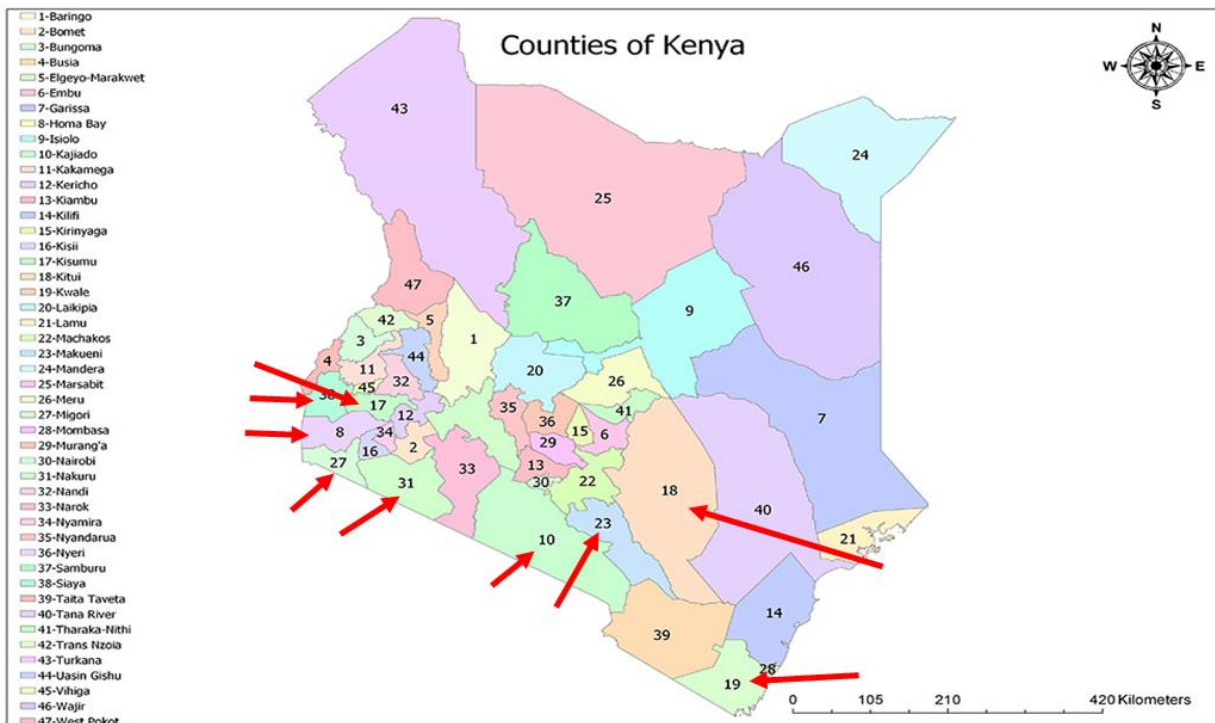 Counties of Kenya
1-Baringo
2-Bomet
3-Bungoma
4-Busia
5-Elgeyo-Marakwet
6-Embu
7-Garissa
8-Homa Bay
9-Isiolo
10-Kajiado
11-Kakamega
12-Kericho
13-Kiambu
14-Kilifi
15-Kirinyaga
16-Kisii
17-Kisumu
18-Kitui
19-Kwale
20-Laikipia
21-Lamu
22-Machakos
23-Makueni
24-Mandera
25-Marsabit
26-Meru
27-Migori
28-Mombasa
29-Murang'a
30-Nairobi
31-Nakuru
32-Nandi
33-Narok
34-Nyamira
35-Nyandarua
36-Nyeri
37-Samburu
38-Siaya
39-Taita Taveta
40-Tana River
41-Tharaka-Nithi
42-Trans Nzoia
43-Turkana
44-Uasin Gishu
45-Vihiga
46-Wajir
47-West Pokot
N
W E
S
43
24
25
46
47
37
9
42
5
1
3
44
4
11
32
20
26
45
38
17
35
36
41
7
12
15
6
8
34
29
16
2
33
13
27
31
30
22
18
40
23
10
21
14
39
28
19
0 105 210 420 Kilometers